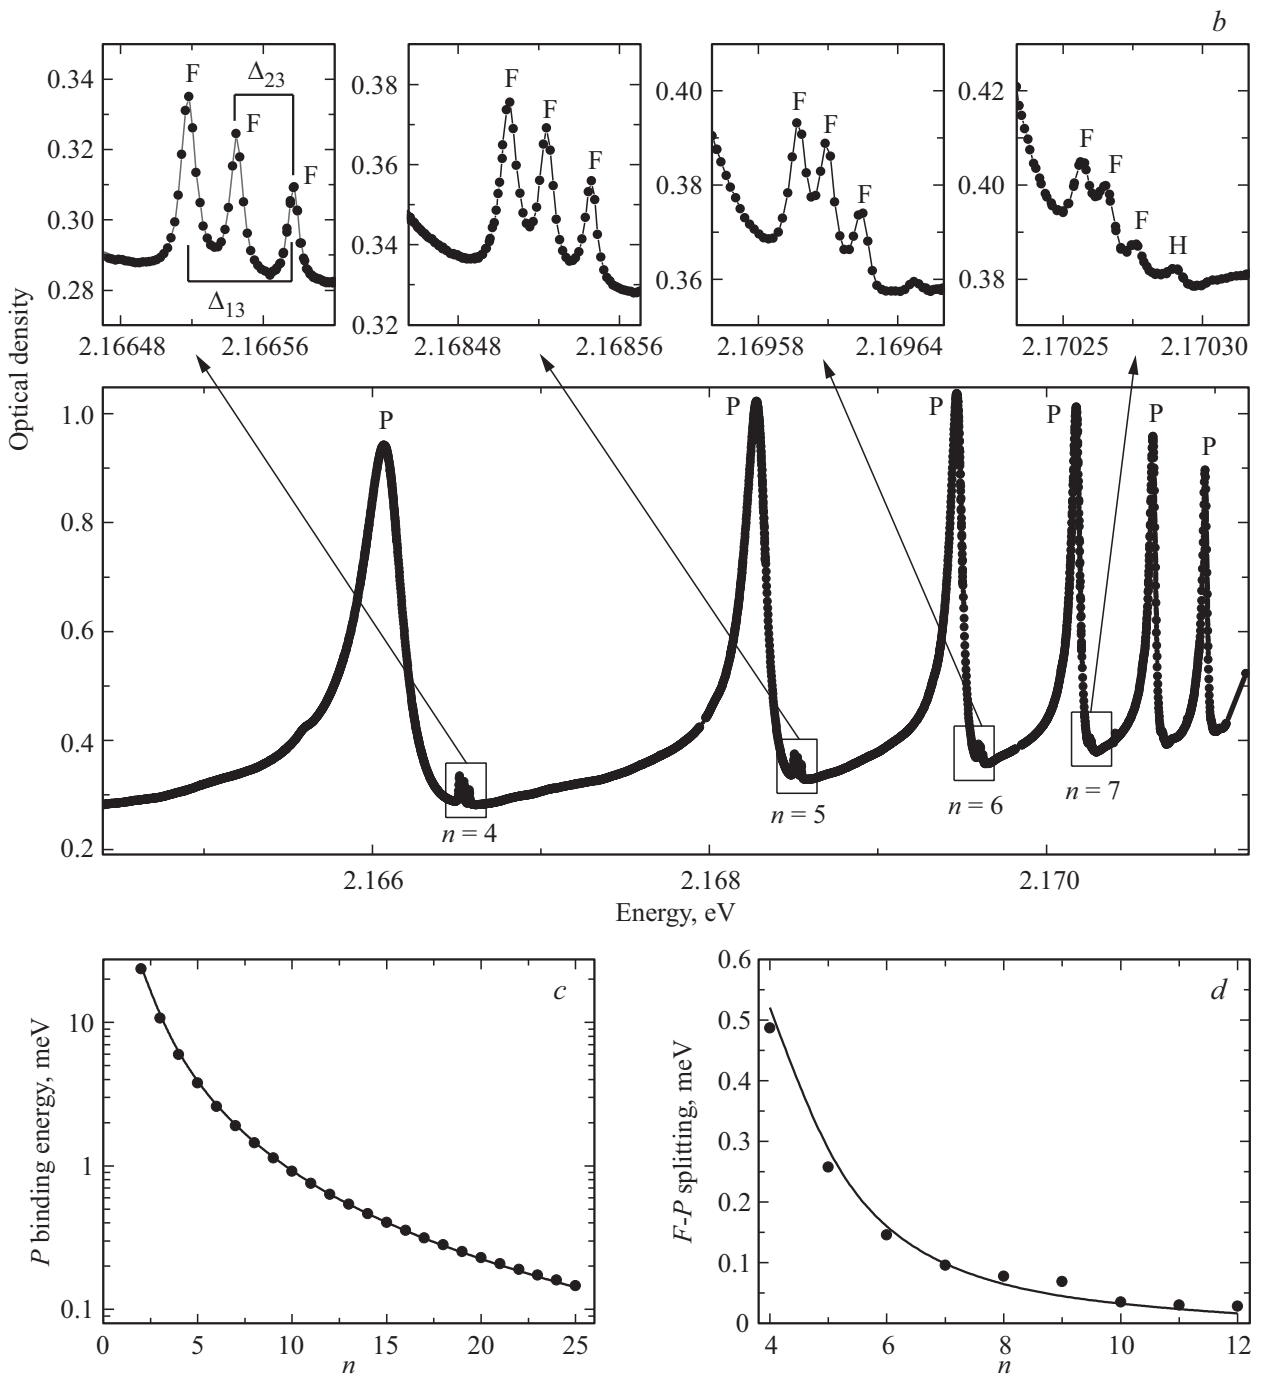 b
0.34
0.32
0.30
0.28
F
Δ23
F
F
Δ13
2.16648
2.16656
0.38
0.36
0.34
0.32
F
F
F
2.16848
2.16856
0.40
0.38
0.36
F
F
F
2.16958
2.16964
0.42
0.40
0.38
F
F
F
H
2.17025
2.17030
Optical density
1.0
0.8
0.6
0.4
0.2
P
P
P
P
P
P
n = 4
n = 5
n = 6
n = 7
2.166
2.168
2.170
Energy, eV
c
P binding energy, meV
10
1
0.1
0
5
10
15
20
25
n
d
F-P splitting, meV
0.6
0.5
0.4
0.3
0.2
0.1
0
4
6
8
10
12
n